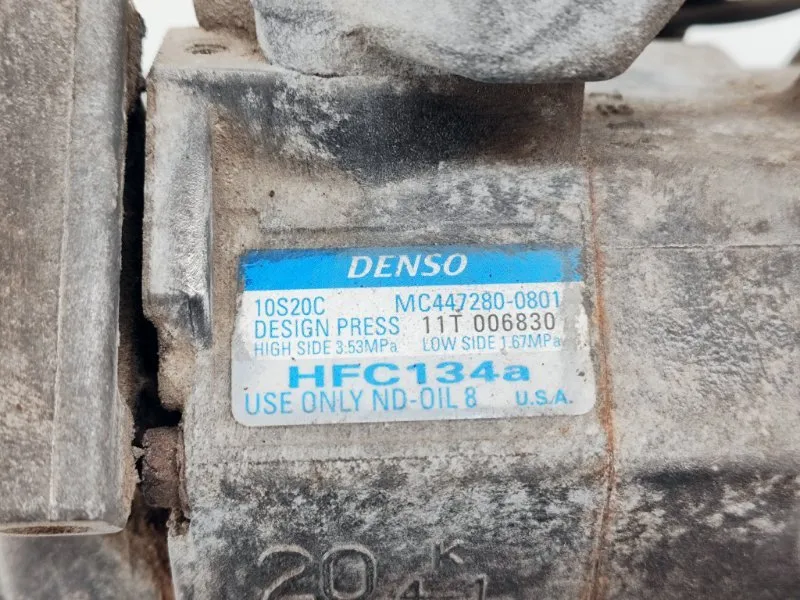 DENSO
10S20C MC447280-0801
DESIGN PRESS 11T 006830
HIGH SIDE 3.53MPa LOW SIDE 1.67MPa
HFC134a
USE ONLY ND-OIL 8 U.S.A.
20 K